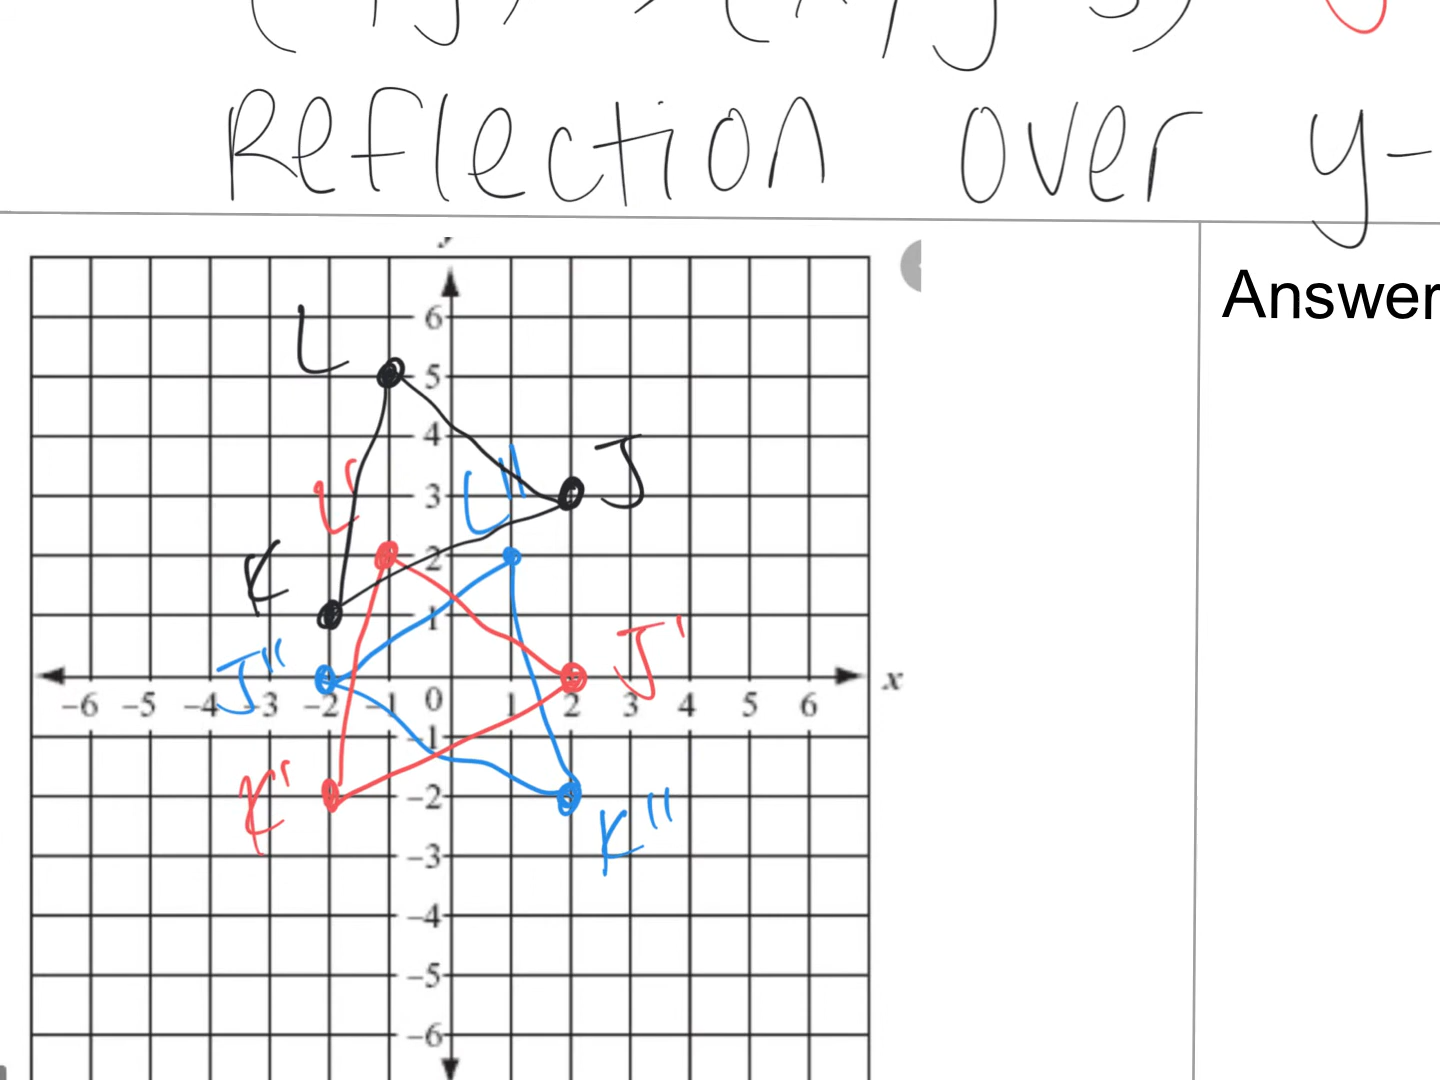 Reflection over y-
y
Answer
6
L
5
4
J
L'
L"
3
K
2
1
J"
J'
x
-6 -5 -4 -3 -2 -1 0 1 2 3 4 5 6
-1
K'
-2
K"
-3
-4
-5
-6